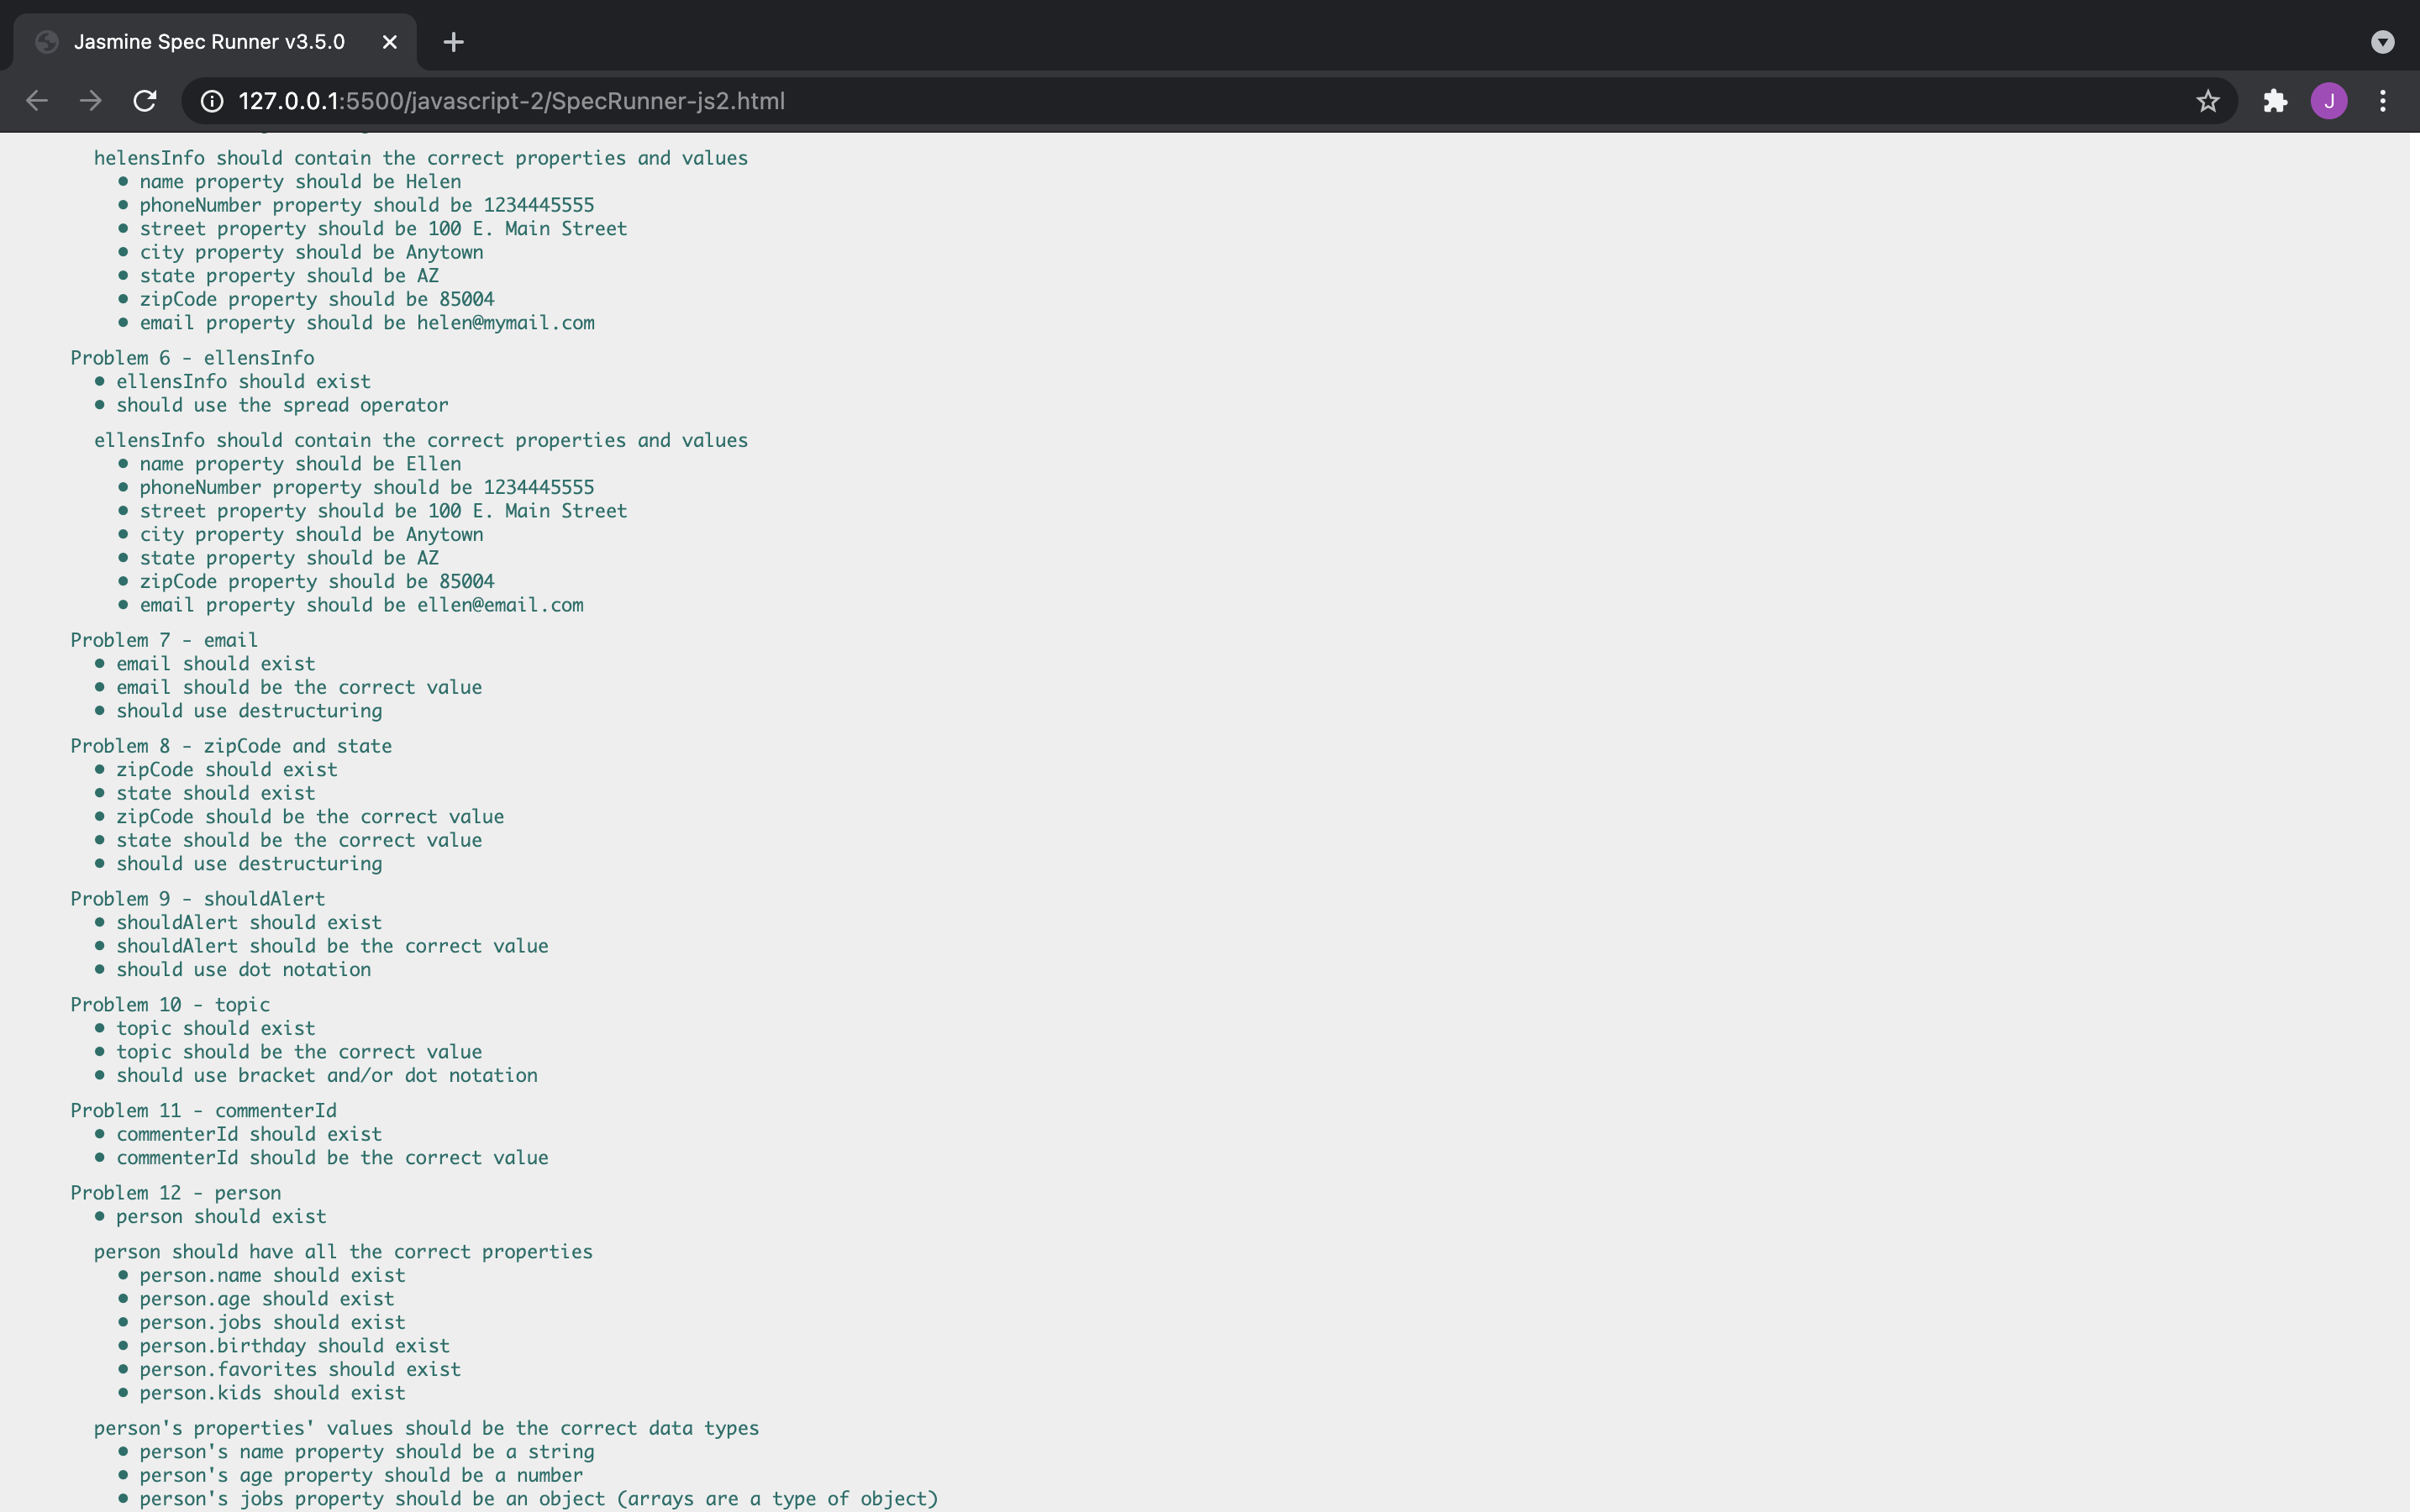 Jasmine Spec Runner v3.5.0
127.0.0.1:5500/javascript-2/SpecRunner-js2.html
J
helensInfo should contain the correct properties and values
• name property should be Helen
• phoneNumber property should be 1234445555
• street property should be 100 E. Main Street
• city property should be Anytown
• state property should be AZ
• zipCode property should be 85004
• email property should be helen@mymail.com
Problem 6 - ellensInfo
• ellensInfo should exist
• should use the spread operator
ellensInfo should contain the correct properties and values
• name property should be Ellen
• phoneNumber property should be 1234445555
• street property should be 100 E. Main Street
• city property should be Anytown
• state property should be AZ
• zipCode property should be 85004
• email property should be ellen@email.com
Problem 7 - email
• email should exist
• email should be the correct value
• should use destructuring
Problem 8 - zipCode and state
• zipCode should exist
• state should exist
• zipCode should be the correct value
• state should be the correct value
• should use destructuring
Problem 9 - shouldAlert
• shouldAlert should exist
• shouldAlert should be the correct value
• should use dot notation
Problem 10 - topic
• topic should exist
• topic should be the correct value
• should use bracket and/or dot notation
Problem 11 - commenterId
• commenterId should exist
• commenterId should be the correct value
Problem 12 - person
• person should exist
person should have all the correct properties
• person.name should exist
• person.age should exist
• person.jobs should exist
• person.birthday should exist
• person.favorites should exist
• person.kids should exist
person's properties' values should be the correct data types
• person's name property should be a string
• person's age property should be a number
• person's jobs property should be an object (arrays are a type of object)